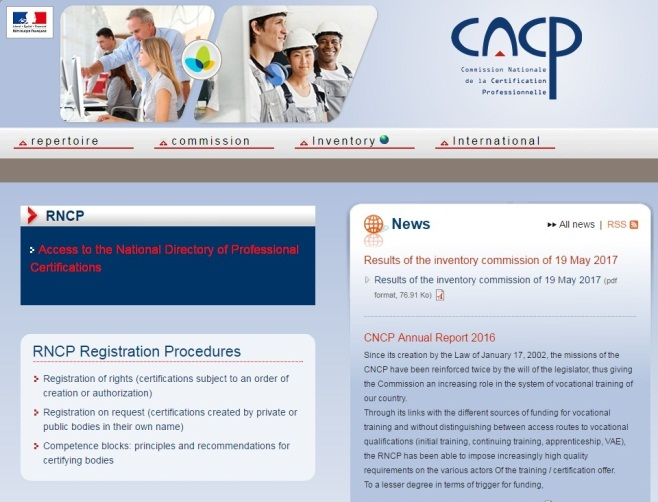 cncp
Commission Nationale
de la Certification
Professionnelle
repertoire
commission
Inventory
International
RNCP
Access to the National Directory of Professional
Certifications
RNCP Registration Procedures
Registration of rights (certifications subject to an order of
creation or authorization)
Registration on request (certifications created by private or
public bodies in their own name)
Competence blocks: principles and recommendations for
certifying bodies
News
All news | RSS
Results of the inventory commission of 19 May 2017
Results of the inventory commission of 19 May 2017 (pdf
format, 76.91 Ko)
CNCP Annual Report 2016
Since its creation by the Law of January 17, 2002, the missions of the
CNCP have been reinforced twice by the will of the legislator, thus giving
the Commission an increasing role in the system of vocational training of
our country.
Through its links with the different sources of funding for vocational
training and without distinguishing between access routes to vocational
qualifications (initial training, continuing training, apprenticeship, VAE),
the RNCP has been able to impose increasingly high quality
requirements on the various actors Of the training / certification offer.
To a lesser degree in terms of trigger for funding,